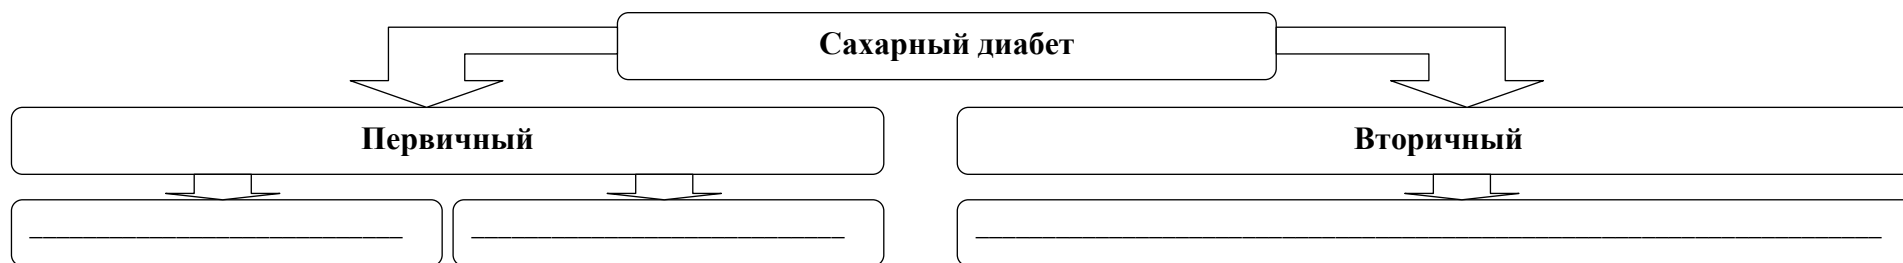 Сахарный диабет
Первичный
Вторичный